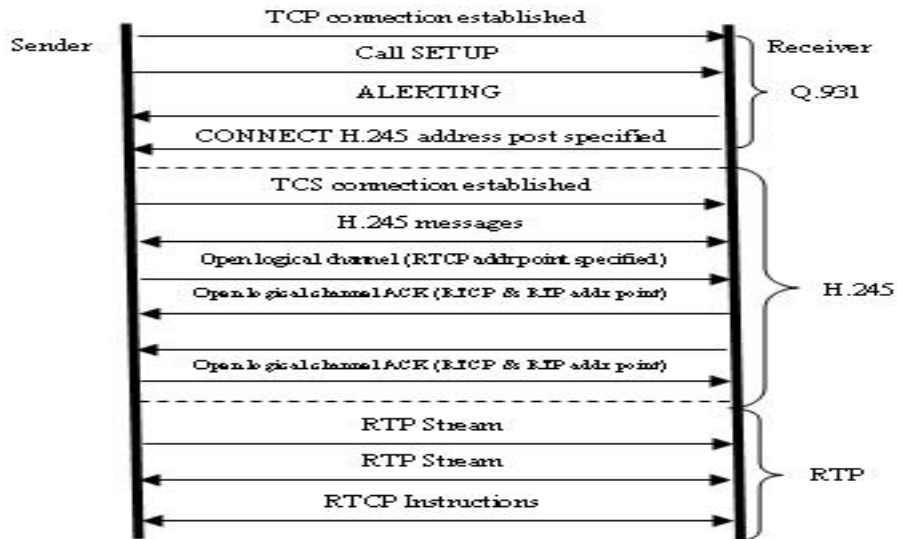 TCP connection established
Sender
Receiver
Call SETUP
ALERTING
Q.931
CONNECT H.245 address post specified
TCS connection established
H.245 messages
Open logical channel (RTCP addr point specified)
H.245
Open logical channel ACK (RTCP & RTP addr point)
Open logical channel ACK (RTCP & RTP addr point)
RTP Stream
RTP Stream
RTP
RTCP Instructions